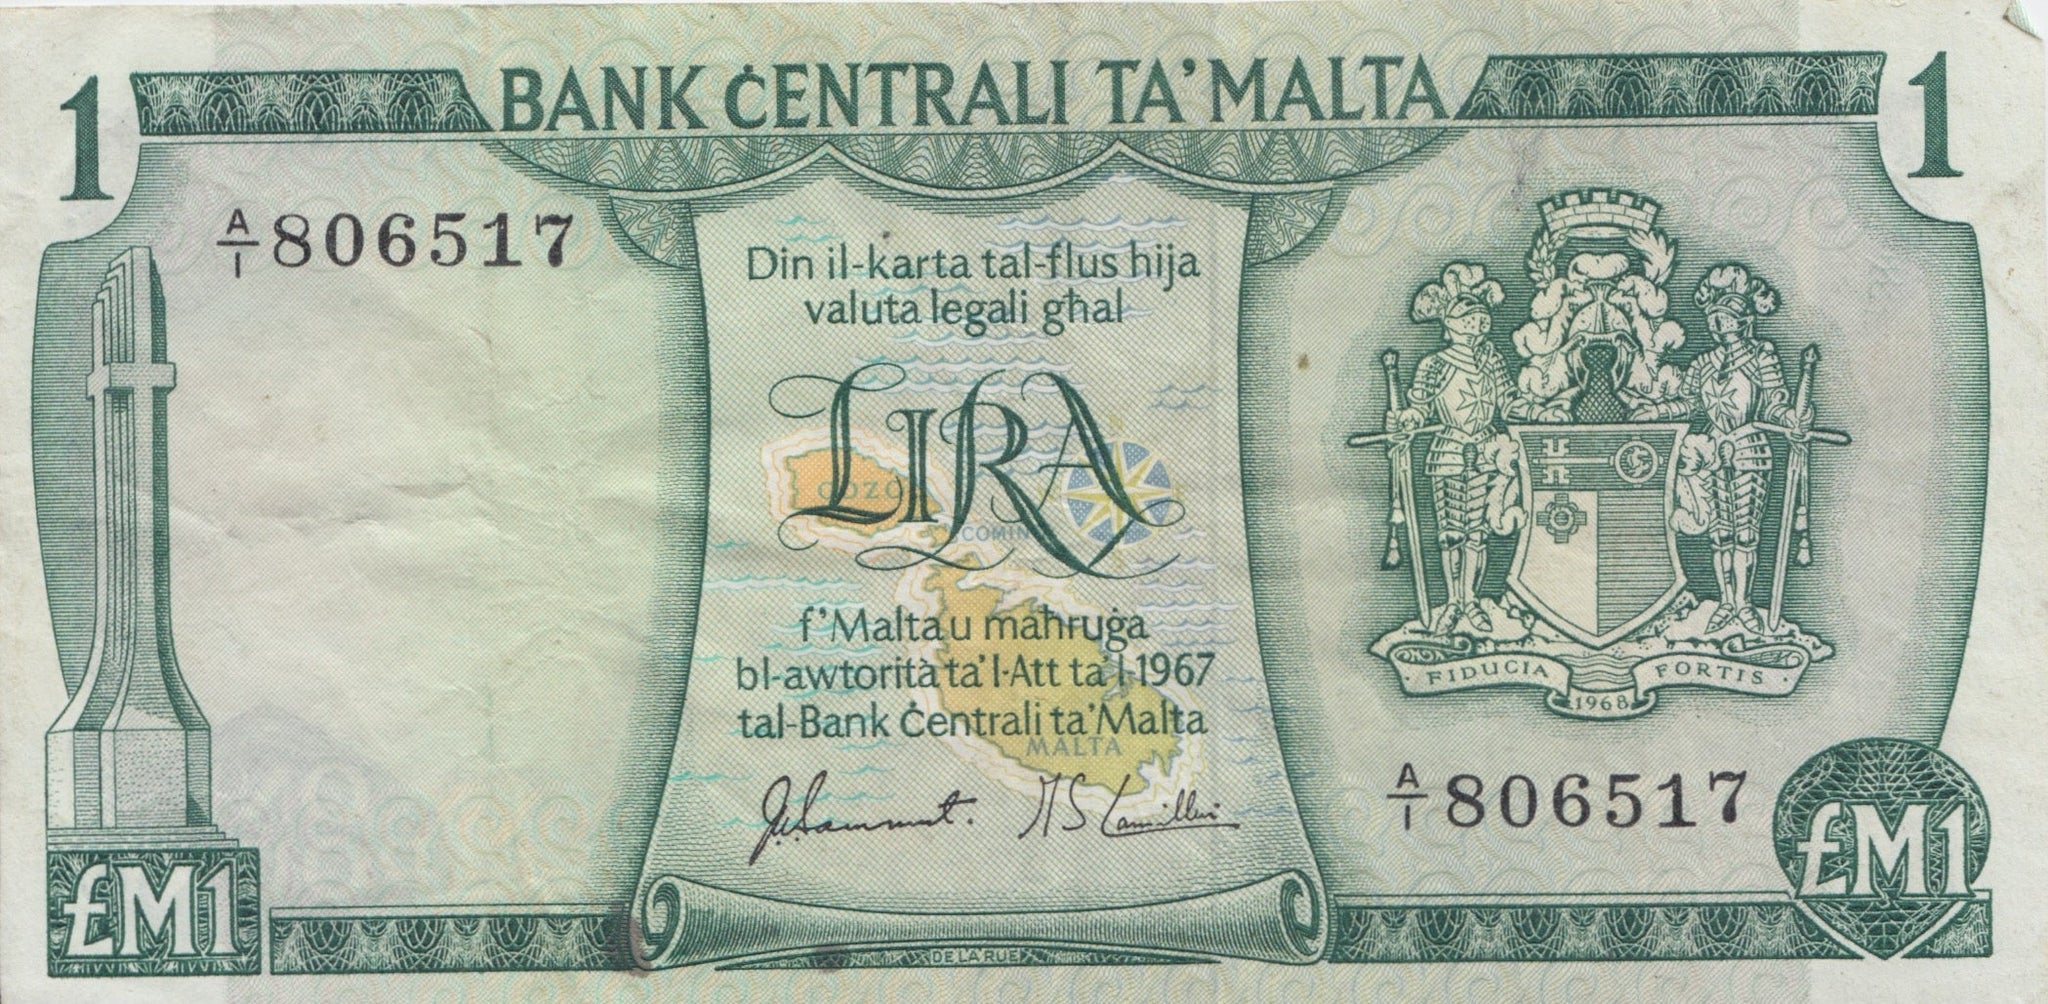 1 BANK ĊENTRALI TA' MALTA 1
A/1 806517
Din il-karta tal-flus hija
valuta legali għal
LIRA
GOZO
COMIN
f'Malta u maħruġa
bl-awtorità ta' l-Att ta' l-1967
tal-Bank Ċentrali ta' Malta
MALTA
FIDUCIA FORTIS
1968
A/1 806517
£M1
£M1
DE LA RUE